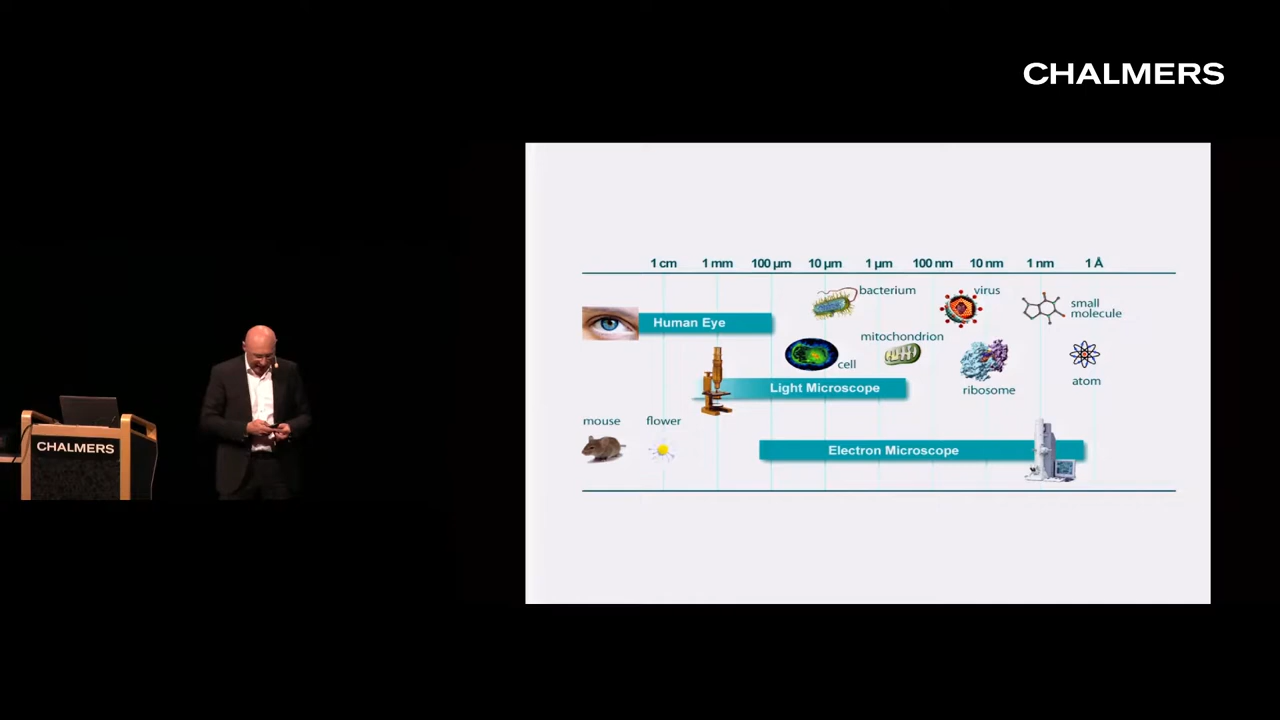 CHALMERS
1 cm 1 mm 100 µm 10 µm 1 µm 100 nm 10 nm 1 nm 1 Å
bacterium
virus
small
molecule
Human Eye
mitochondrion
cell
atom
Light Microscope
ribosome
mouse
flower
Electron Microscope
CHALMERS